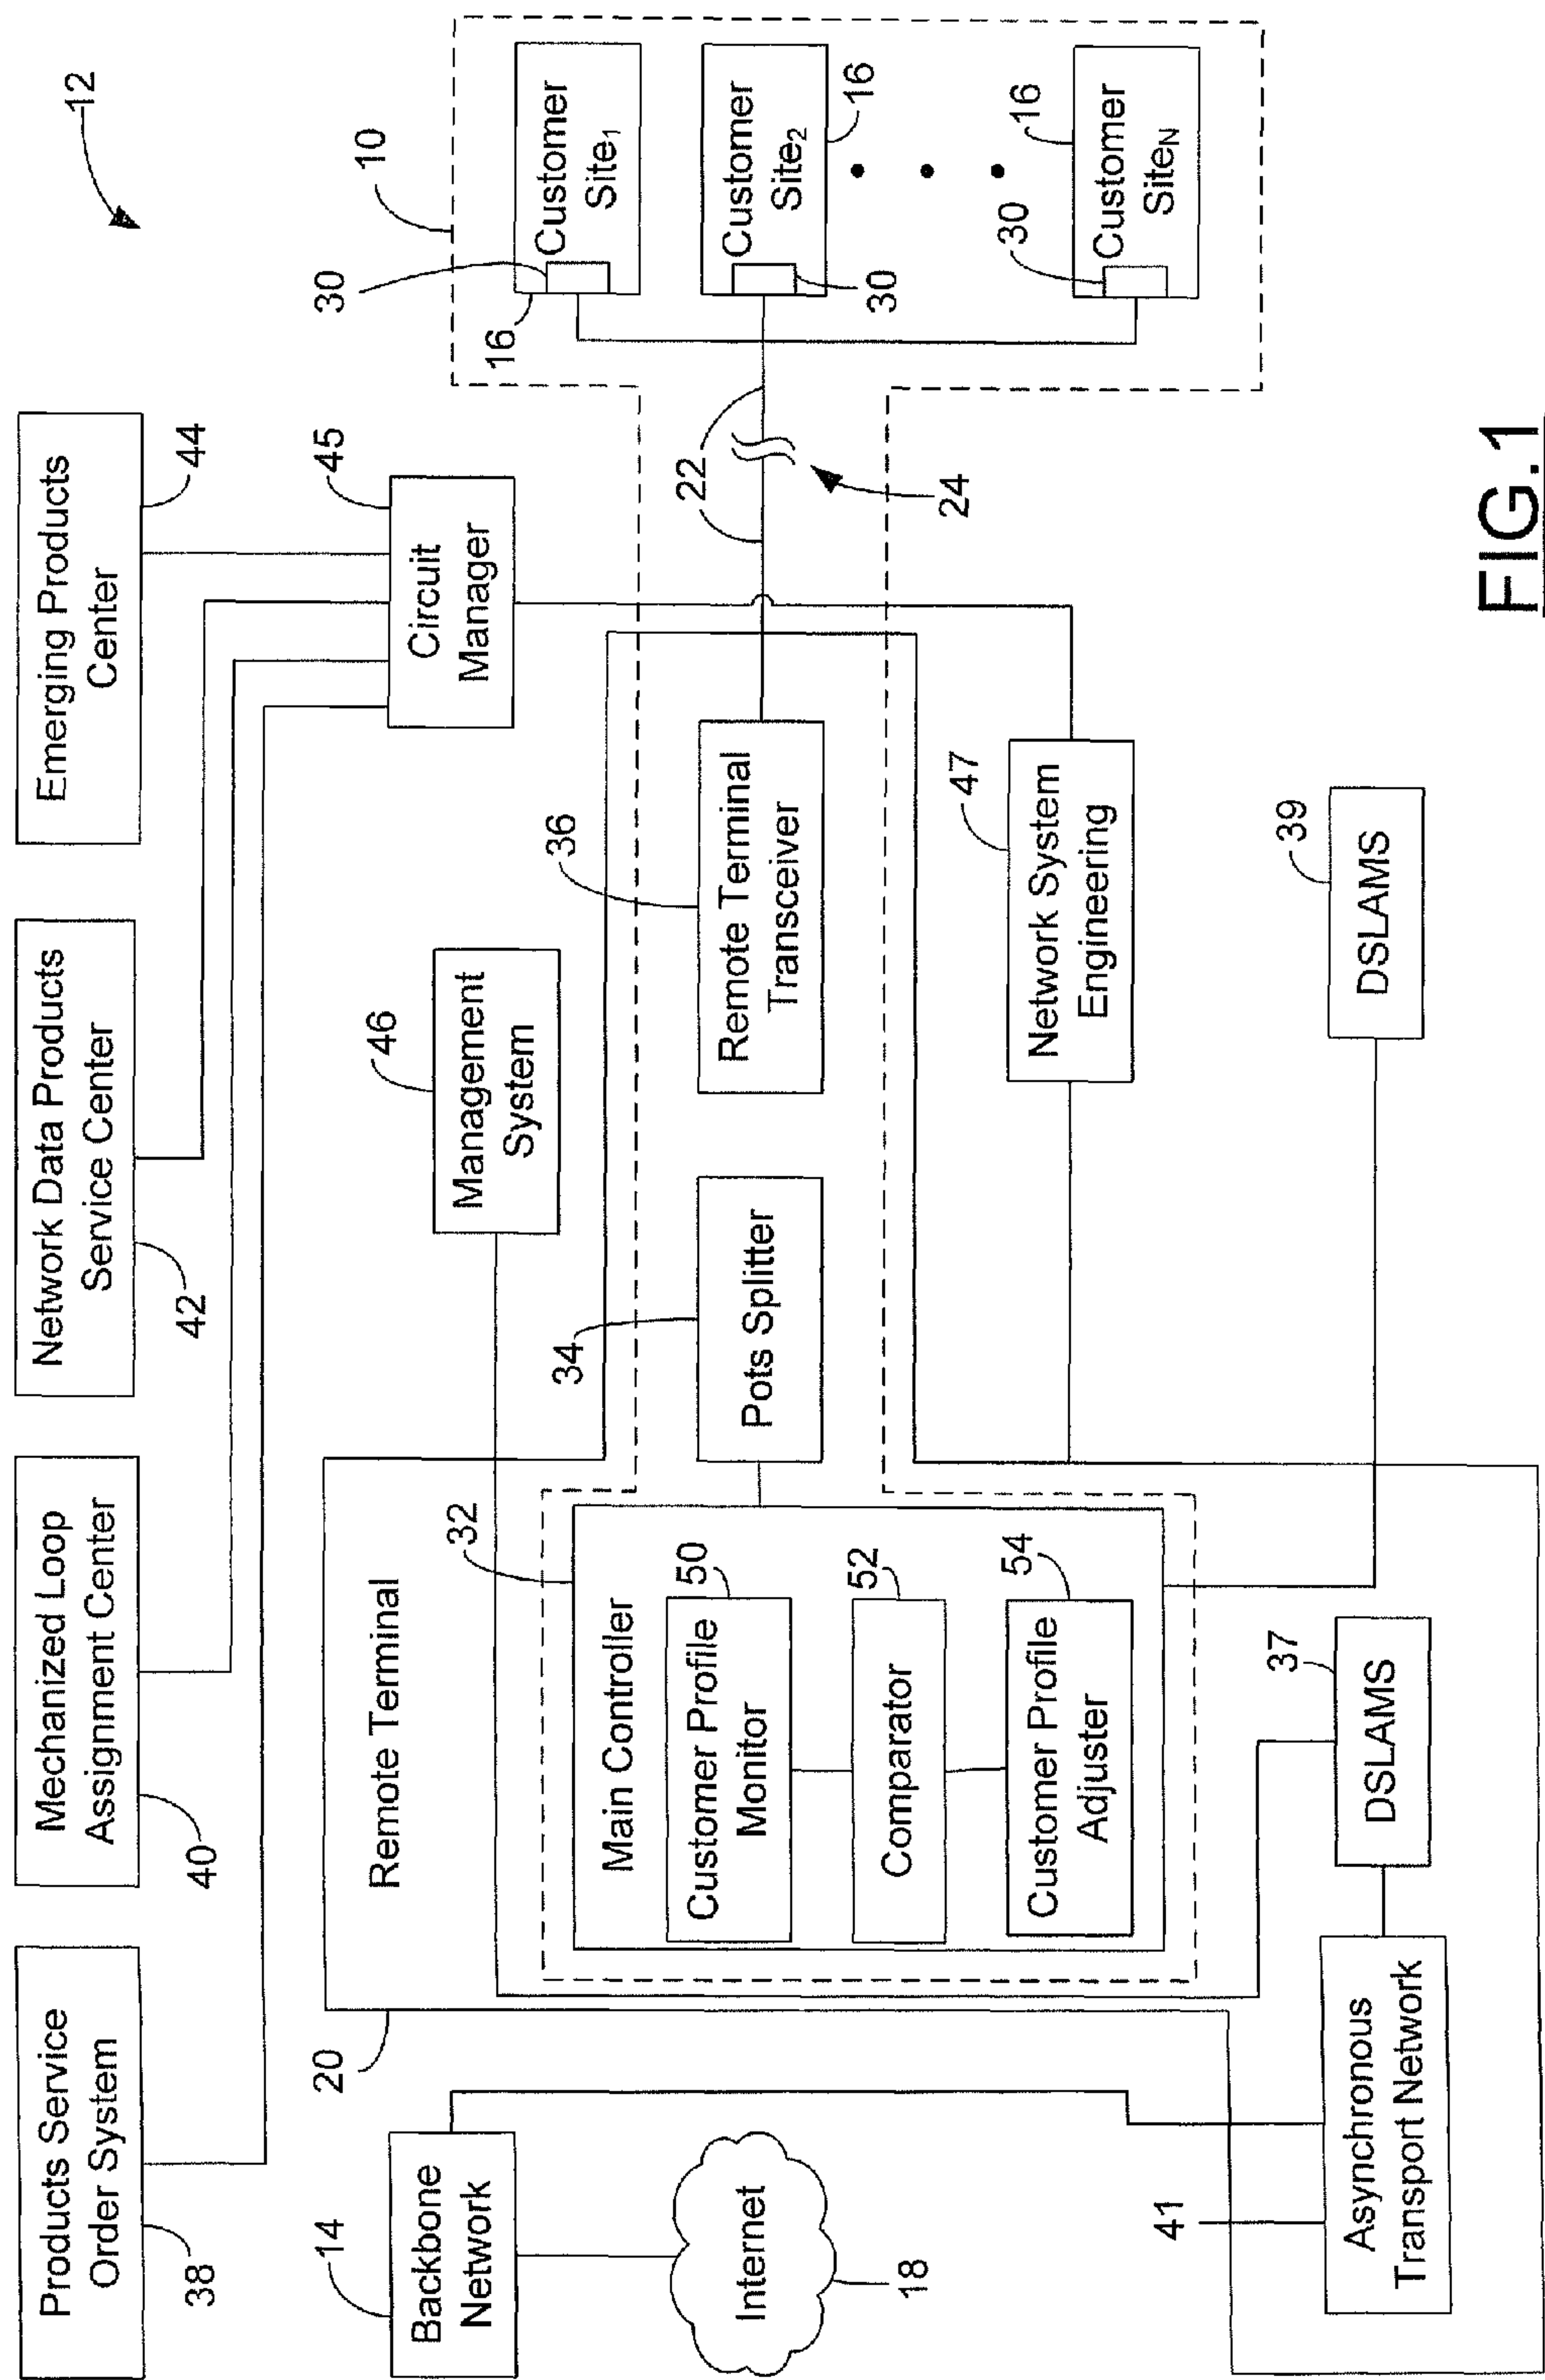 12
Products Service
Order System
38
Mechanized Loop
Assignment Center
40
Network Data Products
Service Center
42
Emerging Products
Center
44
Circuit
Manager
45
Management
System
46
Backbone
Network
14
Internet
18
20
Remote Terminal
32
Main Controller
Customer Profile
Monitor
50
Comparator
52
Customer Profile
Adjuster
54
Pots Splitter
34
Remote Terminal
Transceiver
36
22
24
10
Customer
Site1
30
16
Customer
Site2
30
16
Customer
SiteN
30
16
Network System
Engineering
47
DSLAMS
39
DSLAMS
37
Asynchronous
Transport Network
41
FIG.1